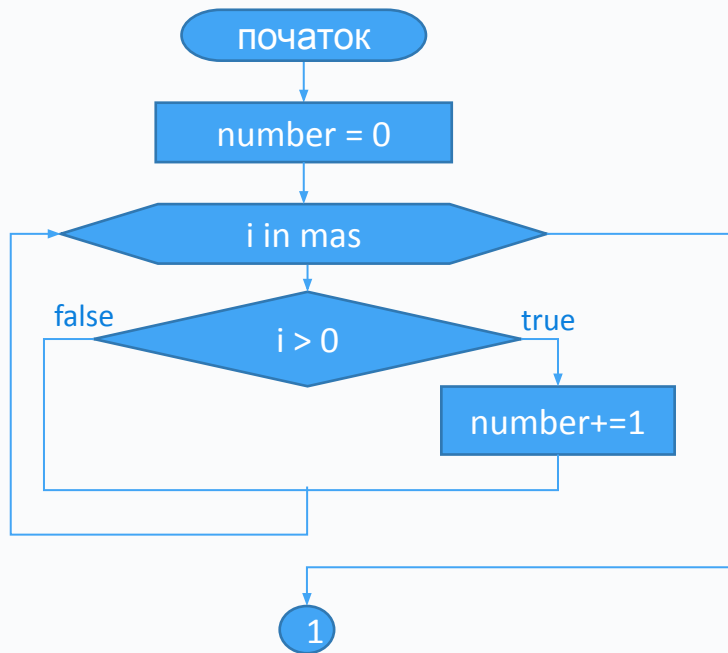 початок
number = 0
i in mas
false
true
i > 0
number+=1
1